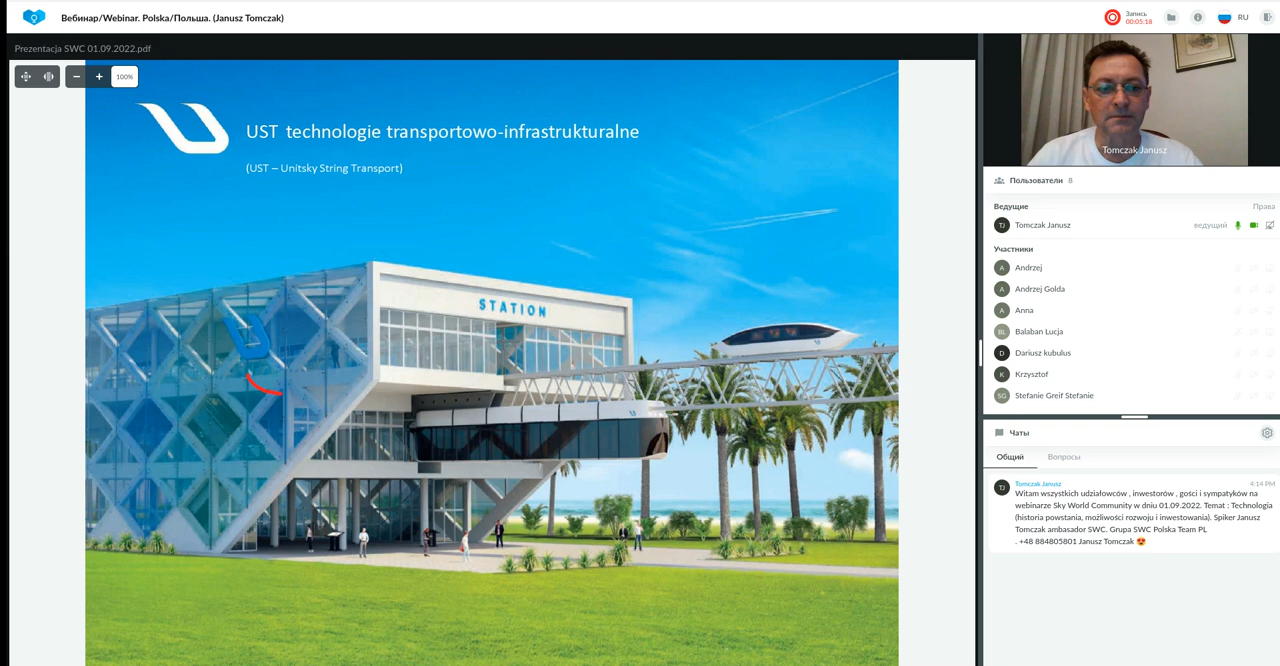 Вебинар/Webinar. Polska/Польша. (Janusz Tomczak)
Запись
00:05:18
RU
Prezentacja SWC 01.09.2022.pdf
100%
UST technologie transportowo-infrastrukturalne
(UST – Unitsky String Transport)
STATION
Tomczak Janusz
Пользователи 8
Ведущие Права
TJ Tomczak Janusz ведущий
Участники
A Andrzej
A Andrzej Golda
A Anna
BL Balaban Lucja
D Dariusz kubulus
K Krzysztof
SG Stefanie Greif Stefanie
Чаты
Общий Вопросы
TJ Tomczak Janusz 4:14 PM
Witam wszystkich udziałowców , inwestorów , gości i sympatyków na
webinarze Sky World Community w dniu 01.09.2022. Temat : Technologia
(historia powstania, możliwości rozwoju i inwestowania). Spiker Janusz
Tomczak ambasador SWC. Grupa SWC Polska Team PL
. +48 884805801 Janusz Tomczak 😍